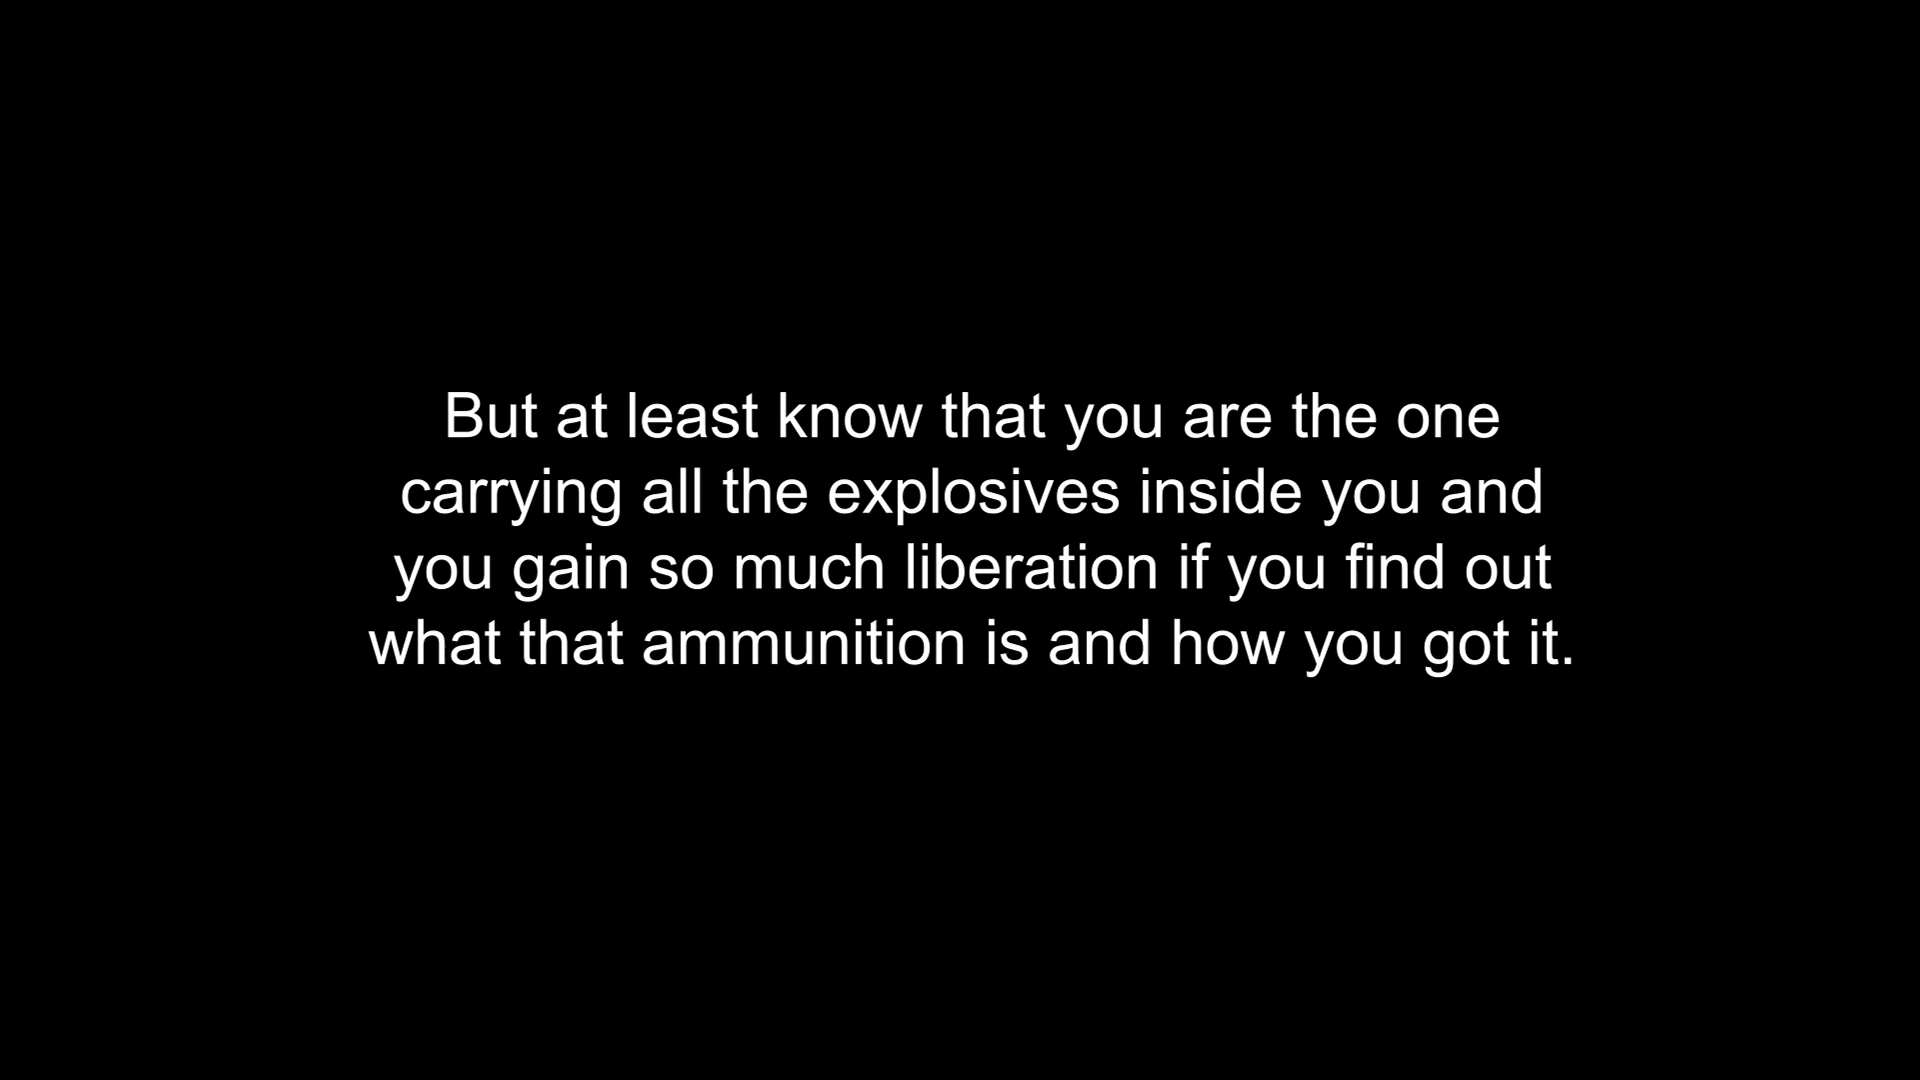 But at least know that you are the one
carrying all the explosives inside you and
you gain so much liberation if you find out
what that ammunition is and how you got it.